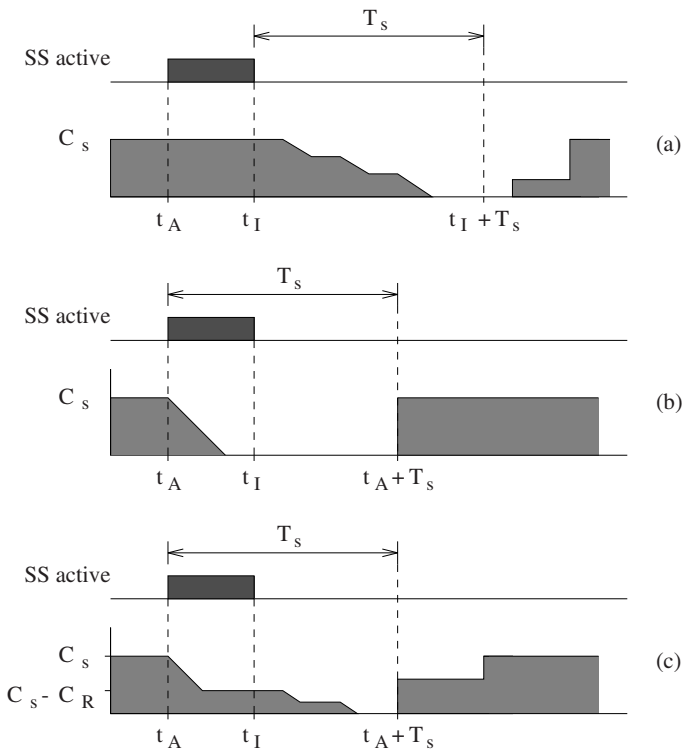 T s
SS active
C s
(a)
t A t I t I + T s
T s
SS active
C s
(b)
t A t I t A + T s
T s
SS active
C s
(c)
C s - C R
t A t I t A + T s